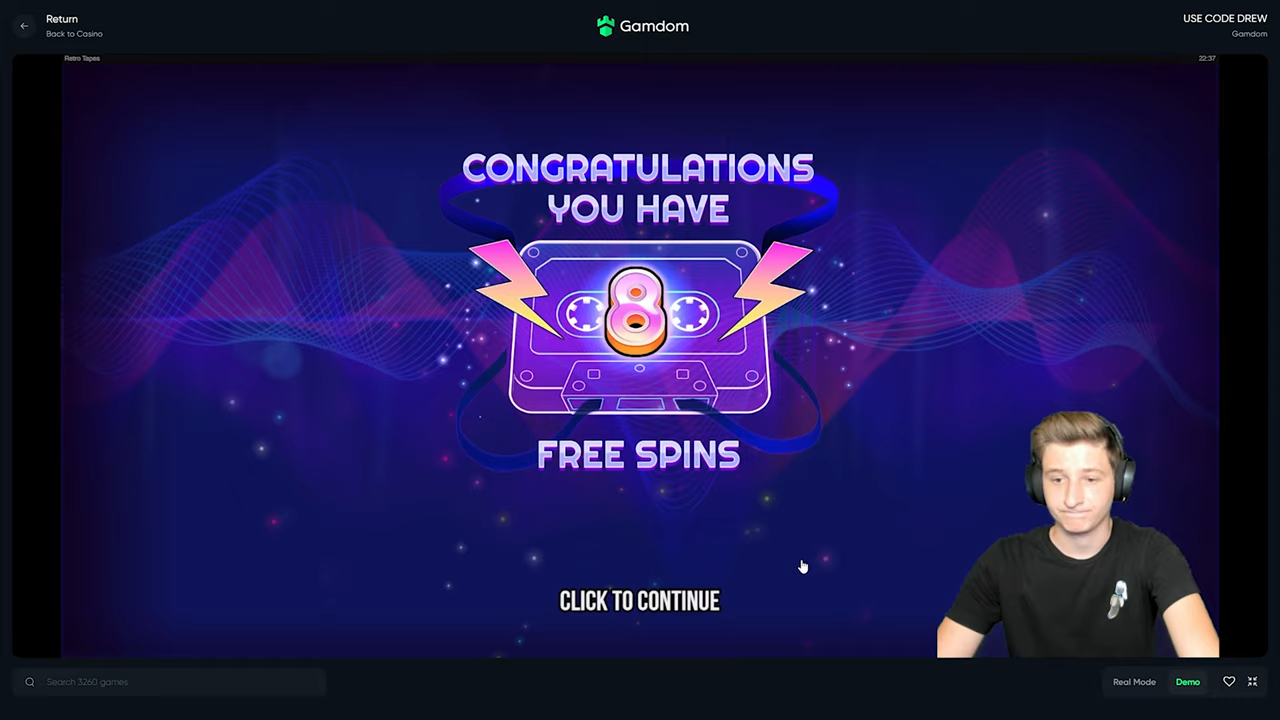 Return
Back to Casino
Gamdom
USE CODE DREW
Gamdom
Retro Tapes
22:37
CONGRATULATIONS
YOU HAVE
8
FREE SPINS
CLICK TO CONTINUE
Search 3260 games
Real Mode
Demo